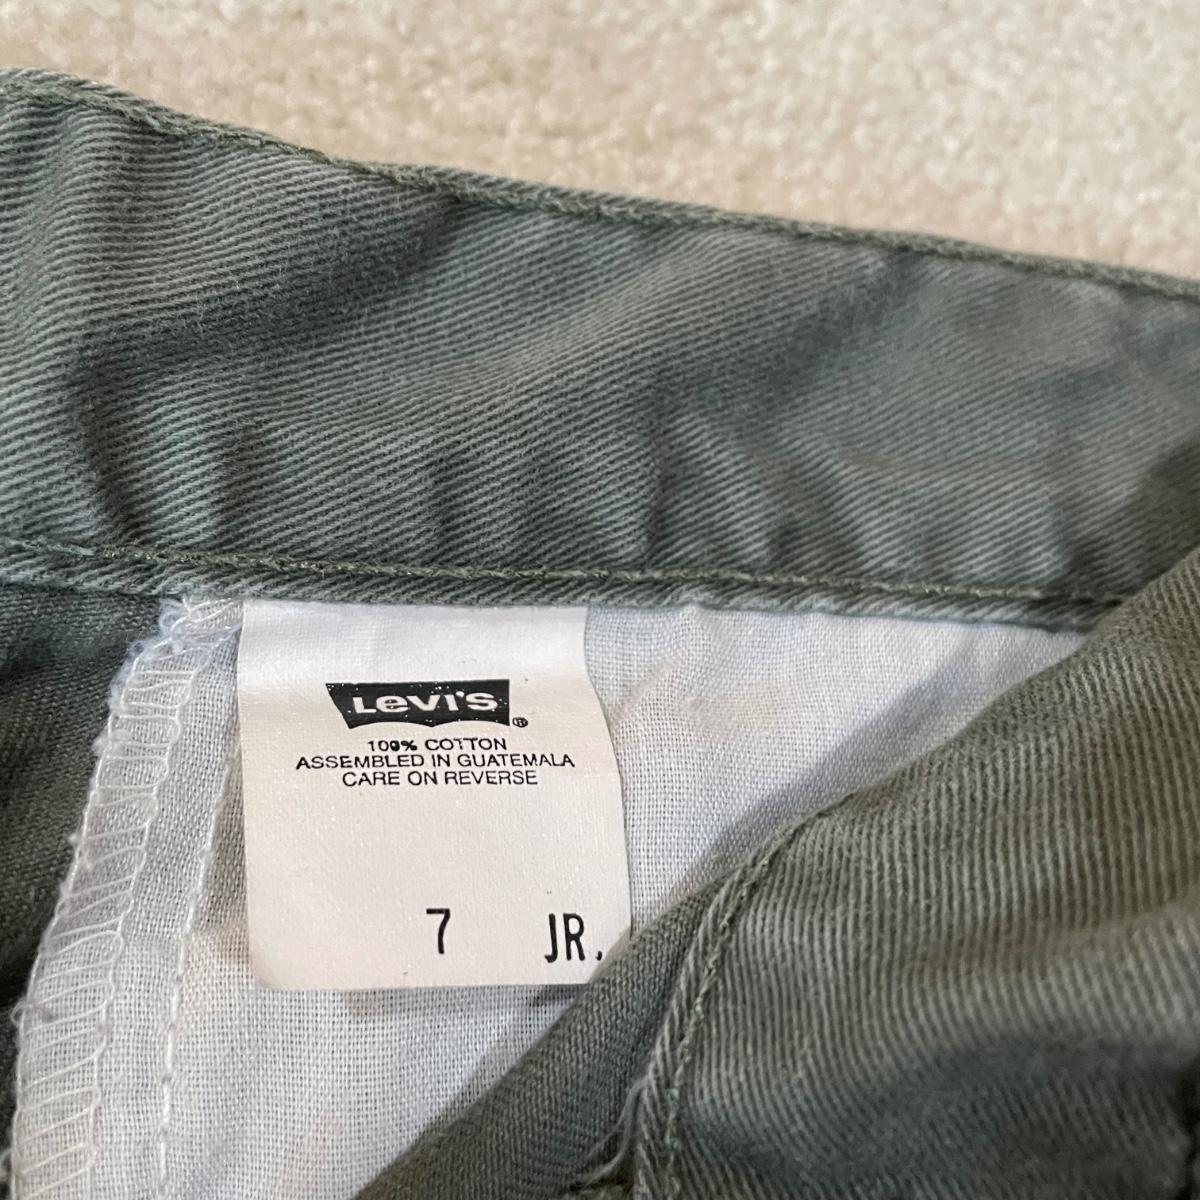 Levi's®
100% COTTON
ASSEMBLED IN GUATEMALA
CARE ON REVERSE
7 JR.